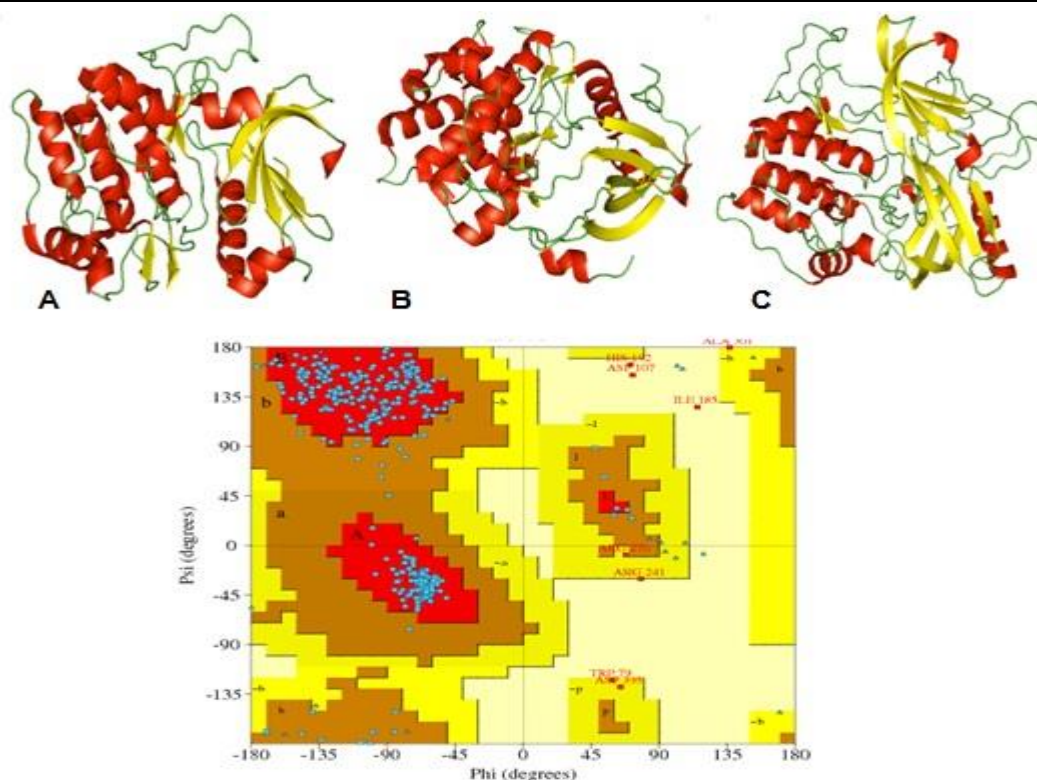 A
B
C
ALA 301
180
B
b
~b
b
ASP 107
ILE 185
135
b
~b
90
~l
l
45
a
A
L
Psi (degrees)
0
~a
ARG 241
-45
-90
TRP 79
-135
~b
~p
b
p
~b
-180
-135
-90
-45
0
45
90
135
180
Phi (degrees)